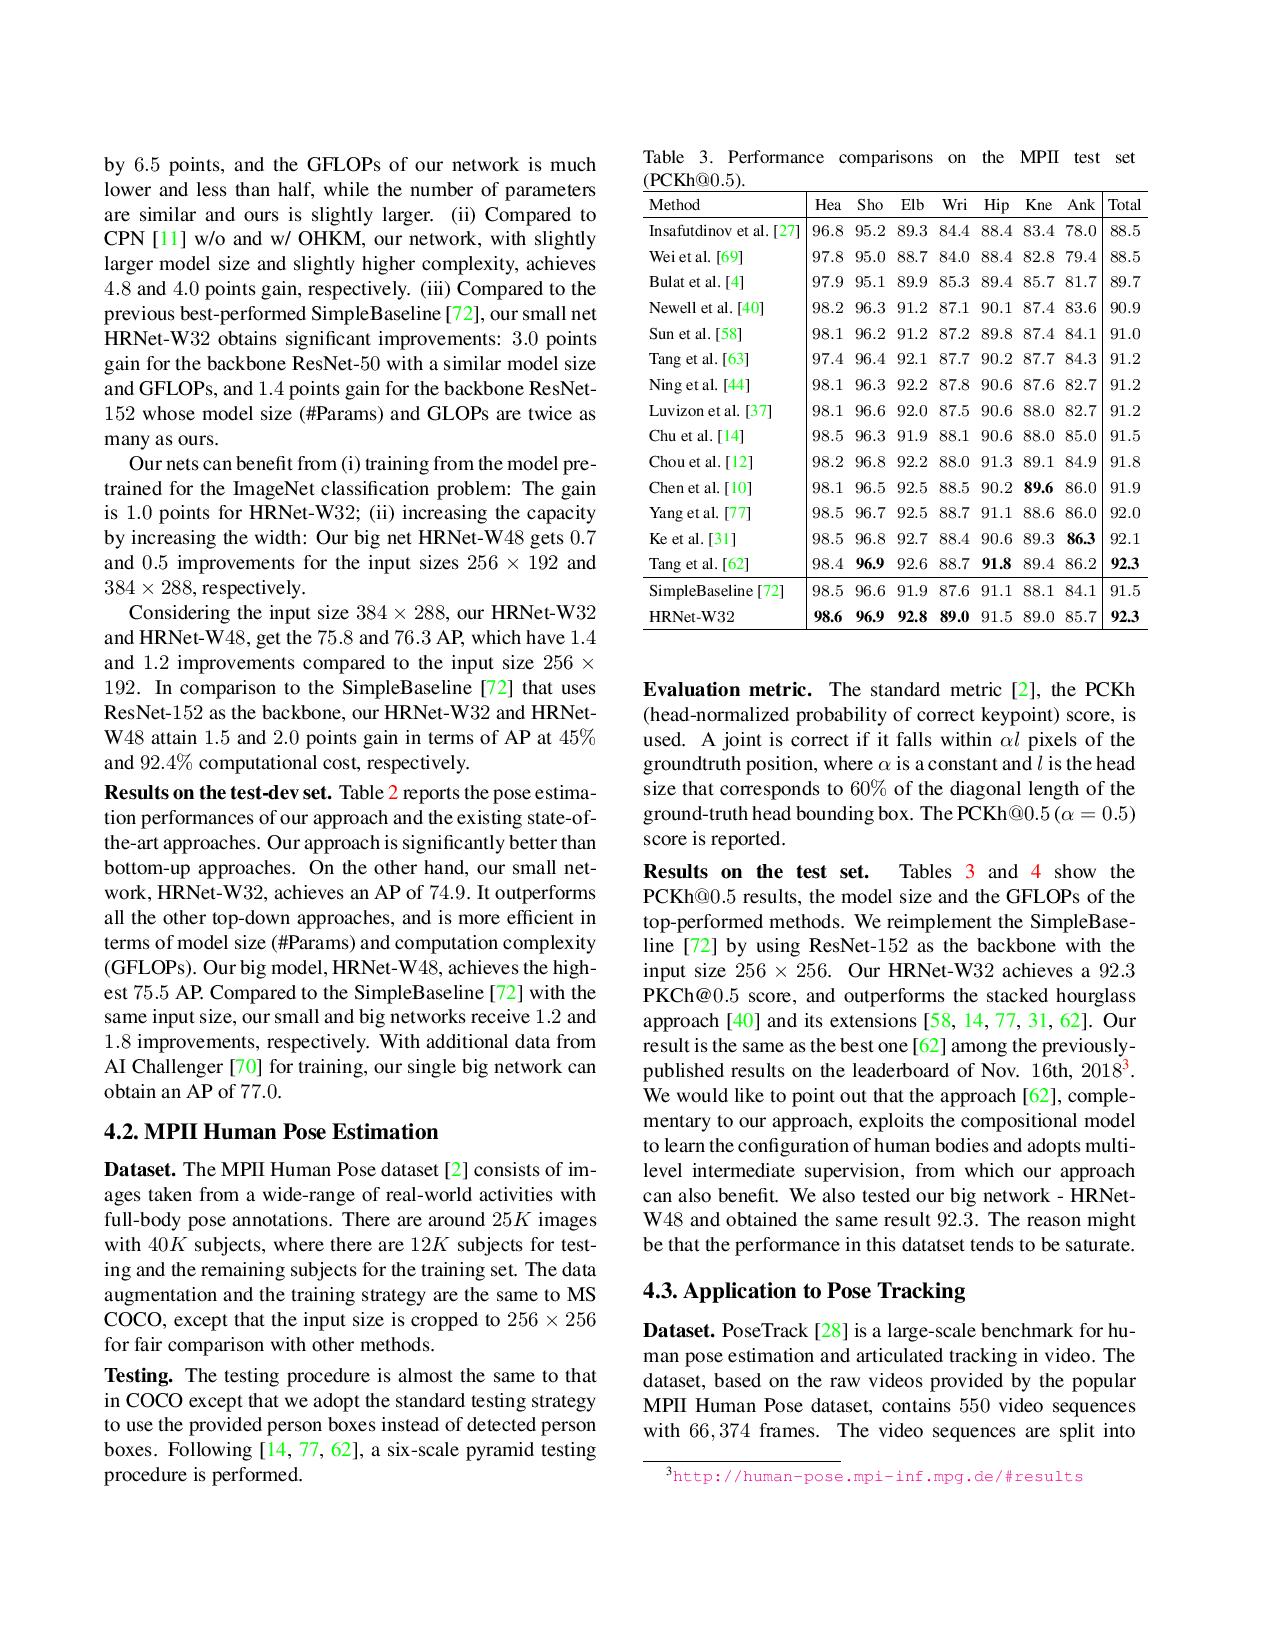 by 6.5 points, and the GFLOPs of our network is much
lower and less than half, while the number of parameters
are similar and ours is slightly larger. (ii) Compared to
CPN [11] w/o and w/ OHKM, our network, with slightly
larger model size and slightly higher complexity, achieves
4.8 and 4.0 points gain, respectively. (iii) Compared to the
previous best-performed SimpleBaseline [72], our small net
HRNet-W32 obtains significant improvements: 3.0 points
gain for the backbone ResNet-50 with a similar model size
and GFLOPs, and 1.4 points gain for the backbone ResNet-
152 whose model size (#Params) and GLOPs are twice as
many as ours.
Our nets can benefit from (i) training from the model pre-
trained for the ImageNet classification problem: The gain
is 1.0 points for HRNet-W32; (ii) increasing the capacity
by increasing the width: Our big net HRNet-W48 gets 0.7
and 0.5 improvements for the input sizes 256 × 192 and
384 × 288, respectively.
Considering the input size 384 × 288, our HRNet-W32
and HRNet-W48, get the 75.8 and 76.3 AP, which have 1.4
and 1.2 improvements compared to the input size 256 ×
192. In comparison to the SimpleBaseline [72] that uses
ResNet-152 as the backbone, our HRNet-W32 and HRNet-
W48 attain 1.5 and 2.0 points gain in terms of AP at 45%
and 92.4% computational cost, respectively.
Results on the test-dev set. Table 2 reports the pose estima-
tion performances of our approach and the existing state-of-
the-art approaches. Our approach is significantly better than
bottom-up approaches. On the other hand, our small net-
work, HRNet-W32, achieves an AP of 74.9. It outperforms
all the other top-down approaches, and is more efficient in
terms of model size (#Params) and computation complexity
(GFLOPs). Our big model, HRNet-W48, achieves the high-
est 75.5 AP. Compared to the SimpleBaseline [72] with the
same input size, our small and big networks receive 1.2 and
1.8 improvements, respectively. With additional data from
AI Challenger [70] for training, our single big network can
obtain an AP of 77.0.
4.2. MPII Human Pose Estimation
Dataset. The MPII Human Pose dataset [2] consists of im-
ages taken from a wide-range of real-world activities with
full-body pose annotations. There are around 25K images
with 40K subjects, where there are 12K subjects for test-
ing and the remaining subjects for the training set. The data
augmentation and the training strategy are the same to MS
COCO, except that the input size is cropped to 256 × 256
for fair comparison with other methods.
Testing. The testing procedure is almost the same to that
in COCO except that we adopt the standard testing strategy
to use the provided person boxes instead of detected person
boxes. Following [14, 77, 62], a six-scale pyramid testing
procedure is performed.
Table 3. Performance comparisons on the MPII test set
(PCKh@0.5).
Method Hea Sho Elb Wri Hip Kne Ank Total
Insafutdinov et al. [27] 96.8 95.2 89.3 84.4 88.4 83.4 78.0 88.5
Wei et al. [69] 97.8 95.0 88.7 84.0 88.4 82.8 79.4 88.5
Bulat et al. [4] 97.9 95.1 89.9 85.3 89.4 85.7 81.7 89.7
Newell et al. [40] 98.2 96.3 91.2 87.1 90.1 87.4 83.6 90.9
Sun et al. [58] 98.1 96.2 91.2 87.2 89.8 87.4 84.1 91.0
Tang et al. [63] 97.4 96.4 92.1 87.7 90.2 87.7 84.3 91.2
Ning et al. [44] 98.1 96.3 92.2 87.8 90.6 87.6 82.7 91.2
Luvizon et al. [37] 98.1 96.6 92.0 87.5 90.6 88.0 82.7 91.2
Chu et al. [14] 98.5 96.3 91.9 88.1 90.6 88.0 85.0 91.5
Chou et al. [12] 98.2 96.8 92.2 88.0 91.3 89.1 84.9 91.8
Chen et al. [10] 98.1 96.5 92.5 88.5 90.2 89.6 86.0 91.9
Yang et al. [77] 98.5 96.7 92.5 88.7 91.1 88.6 86.0 92.0
Ke et al. [31] 98.5 96.8 92.7 88.4 90.6 89.3 86.3 92.1
Tang et al. [62] 98.4 96.9 92.6 88.7 91.8 89.4 86.2 92.3
SimpleBaseline [72] 98.5 96.6 91.9 87.6 91.1 88.1 84.1 91.5
HRNet-W32 98.6 96.9 92.8 89.0 91.5 89.0 85.7 92.3
Evaluation metric. The standard metric [2], the PCKh
(head-normalized probability of correct keypoint) score, is
used. A joint is correct if it falls within αl pixels of the
groundtruth position, where α is a constant and l is the head
size that corresponds to 60% of the diagonal length of the
ground-truth head bounding box. The PCKh@0.5 (α = 0.5)
score is reported.
Results on the test set. Tables 3 and 4 show the
PCKh@0.5 results, the model size and the GFLOPs of the
top-performed methods. We reimplement the SimpleBase-
line [72] by using ResNet-152 as the backbone with the
input size 256 × 256. Our HRNet-W32 achieves a 92.3
PKCh@0.5 score, and outperforms the stacked hourglass
approach [40] and its extensions [58, 14, 77, 31, 62]. Our
result is the same as the best one [62] among the previously-
published results on the leaderboard of Nov. 16th, 2018³.
We would like to point out that the approach [62], comple-
mentary to our approach, exploits the compositional model
to learn the configuration of human bodies and adopts multi-
level intermediate supervision, from which our approach
can also benefit. We also tested our big network - HRNet-
W48 and obtained the same result 92.3. The reason might
be that the performance in this datatset tends to be saturate.
4.3. Application to Pose Tracking
Dataset. PoseTrack [28] is a large-scale benchmark for hu-
man pose estimation and articulated tracking in video. The
dataset, based on the raw videos provided by the popular
MPII Human Pose dataset, contains 550 video sequences
with 66, 374 frames. The video sequences are split into
³http://human-pose.mpi-inf.mpg.de/#results